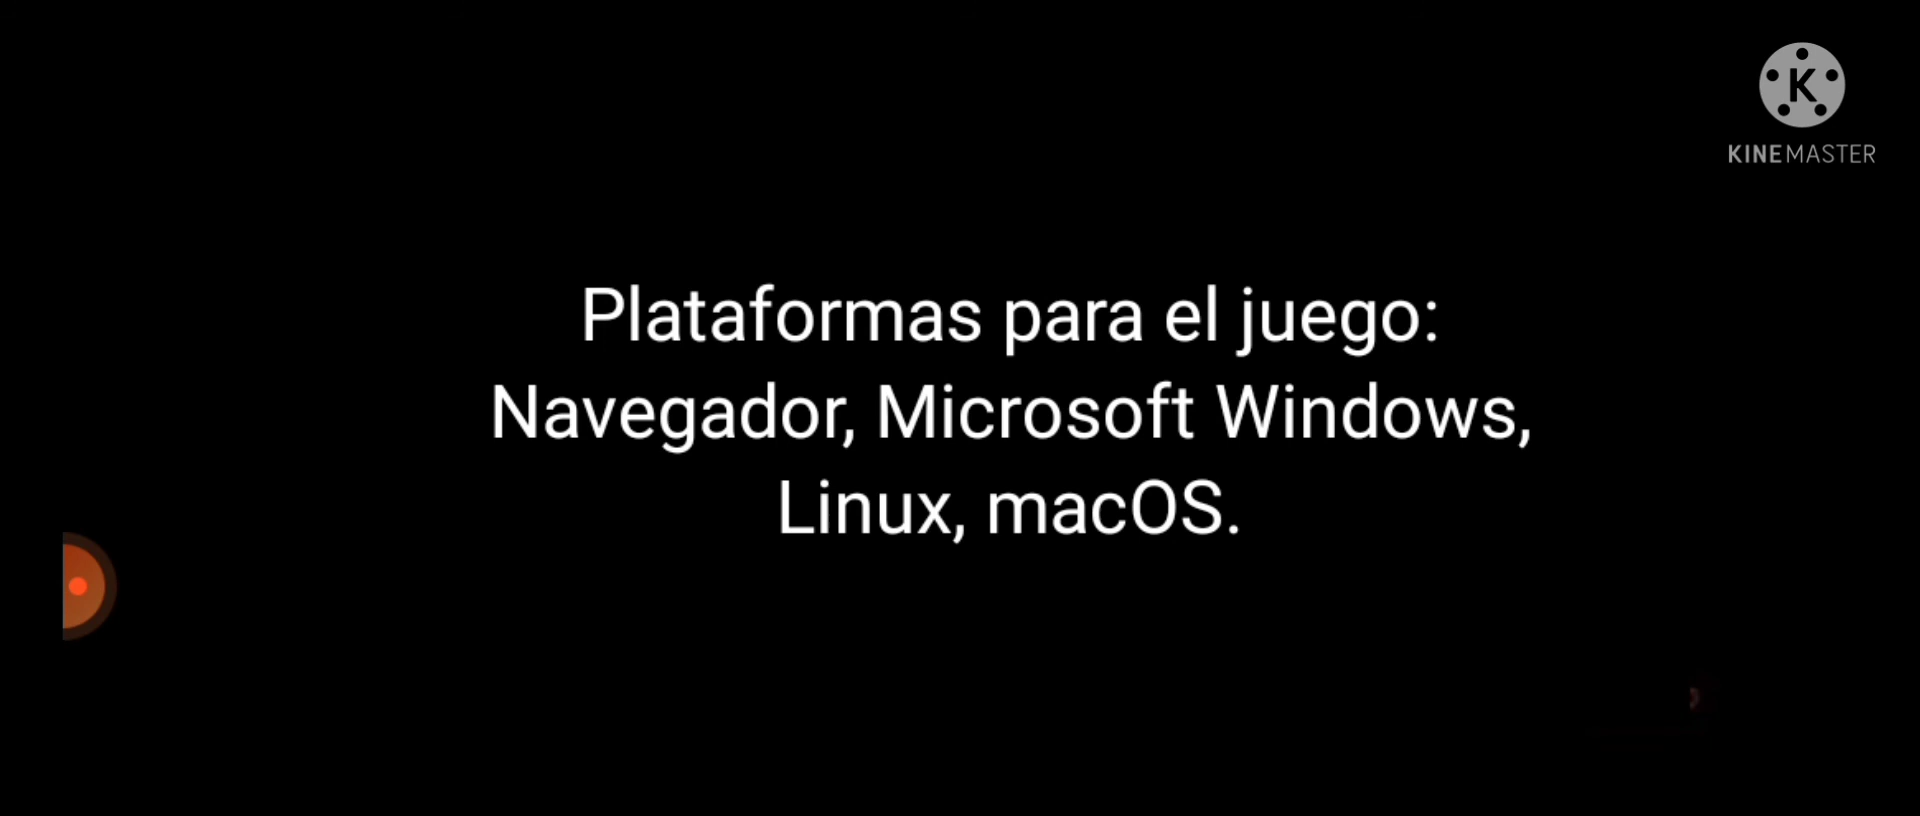 K
KINEMASTER
Plataformas para el juego:
Navegador, Microsoft Windows,
Linux, macOS.